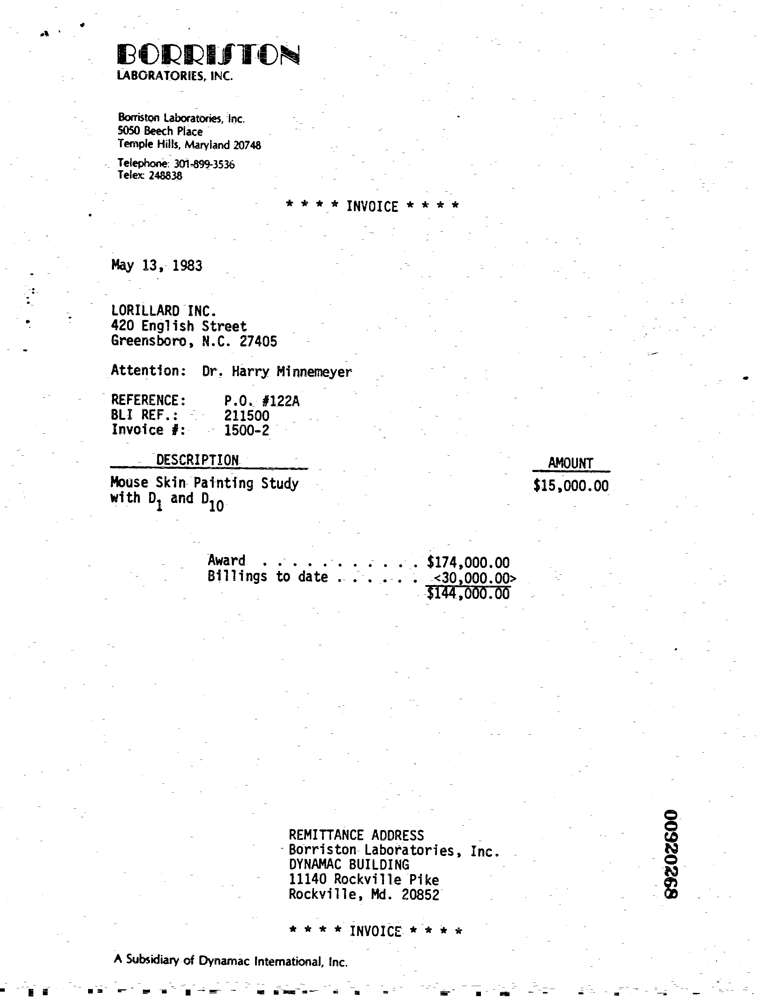 BORRISTON
LABORATORIES, INC.
Borriston Laboratories, Inc.
5050 Beech Place
Temple Hills, Maryland 20748
Telephone: 301-899-3536
Telex: 248838
* * * * INVOICE * * * *
May 13, 1983
LORILLARD INC.
420 English Street
Greensboro, N.C. 27405
Attention: Dr. Harry Minnemeyer
REFERENCE: P.O. #122A
BLI REF.: 211500
Invoice #: 1500-2
DESCRIPTION AMOUNT
Mouse Skin Painting Study $15,000.00
with D1 and D10
Award . . . . . . . . . . . $174,000.00
Billings to date . . . . . . <30,000.00>
$144,000.00
REMITTANCE ADDRESS
Borriston Laboratories, Inc.
DYNAMAC BUILDING
11140 Rockville Pike
Rockville, Md. 20852
00920268
* * * * INVOICE * * * *
A Subsidiary of Dynamac International, Inc.